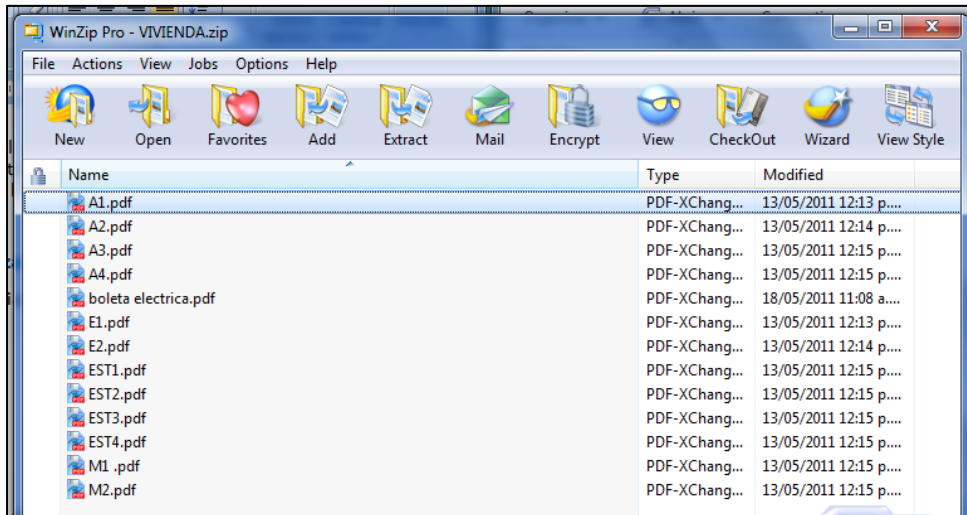 WinZip Pro - VIVIENDA.zip
File Actions View Jobs Options Help
New Open Favorites Add Extract Mail Encrypt View CheckOut Wizard View Style
Name Type Modified
A1.pdf PDF-XChang... 13/05/2011 12:13 p....
A2.pdf PDF-XChang... 13/05/2011 12:14 p....
A3.pdf PDF-XChang... 13/05/2011 12:15 p....
A4.pdf PDF-XChang... 13/05/2011 12:15 p....
boleta electrica.pdf PDF-XChang... 18/05/2011 11:08 a....
E1.pdf PDF-XChang... 13/05/2011 12:13 p....
E2.pdf PDF-XChang... 13/05/2011 12:14 p....
EST1.pdf PDF-XChang... 13/05/2011 12:15 p....
EST2.pdf PDF-XChang... 13/05/2011 12:15 p....
EST3.pdf PDF-XChang... 13/05/2011 12:15 p....
EST4.pdf PDF-XChang... 13/05/2011 12:15 p....
M1 .pdf PDF-XChang... 13/05/2011 12:15 p....
M2.pdf PDF-XChang... 13/05/2011 12:15 p....